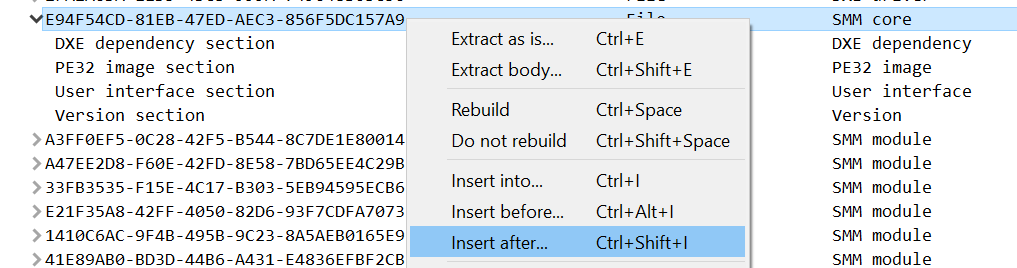 E94F54CD-81EB-47ED-AEC3-856F5DC157A9 SMM core
DXE dependency section DXE dependency
PE32 image section PE32 image
User interface section User interface
Version section Version
A3FF0EF5-0C28-42F5-B544-8C7DE1E80014 SMM module
A47EE2D8-F60E-42FD-8E58-7BD65EE4C29B SMM module
33FB3535-F15E-4C17-B303-5EB94595ECB6 SMM module
E21F35A8-42FF-4050-82D6-93F7CDFA7073 SMM module
1410C6AC-9F4B-495B-9C23-8A5AEB0165E9 SMM module
41E89AB0-BD3D-44B6-A431-E4836EFBF2CB SMM module
Extract as is... Ctrl+E
Extract body... Ctrl+Shift+E
Rebuild Ctrl+Space
Do not rebuild Ctrl+Shift+Space
Insert into... Ctrl+I
Insert before... Ctrl+Alt+I
Insert after... Ctrl+Shift+I